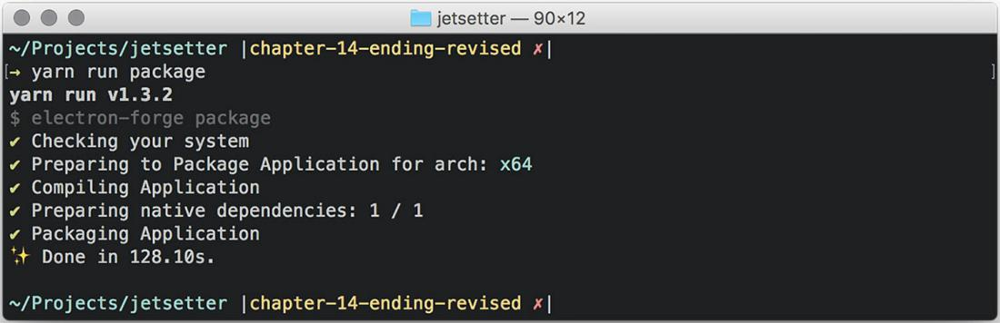 jetsetter — 90×12
~/Projects/jetsetter |chapter-14-ending-revised ✗|
[→ yarn run package ]
yarn run v1.3.2
$ electron-forge package
✔ Checking your system
✔ Preparing to Package Application for arch: x64
✔ Compiling Application
✔ Preparing native dependencies: 1 / 1
✔ Packaging Application
✨ Done in 128.10s.
~/Projects/jetsetter |chapter-14-ending-revised ✗|